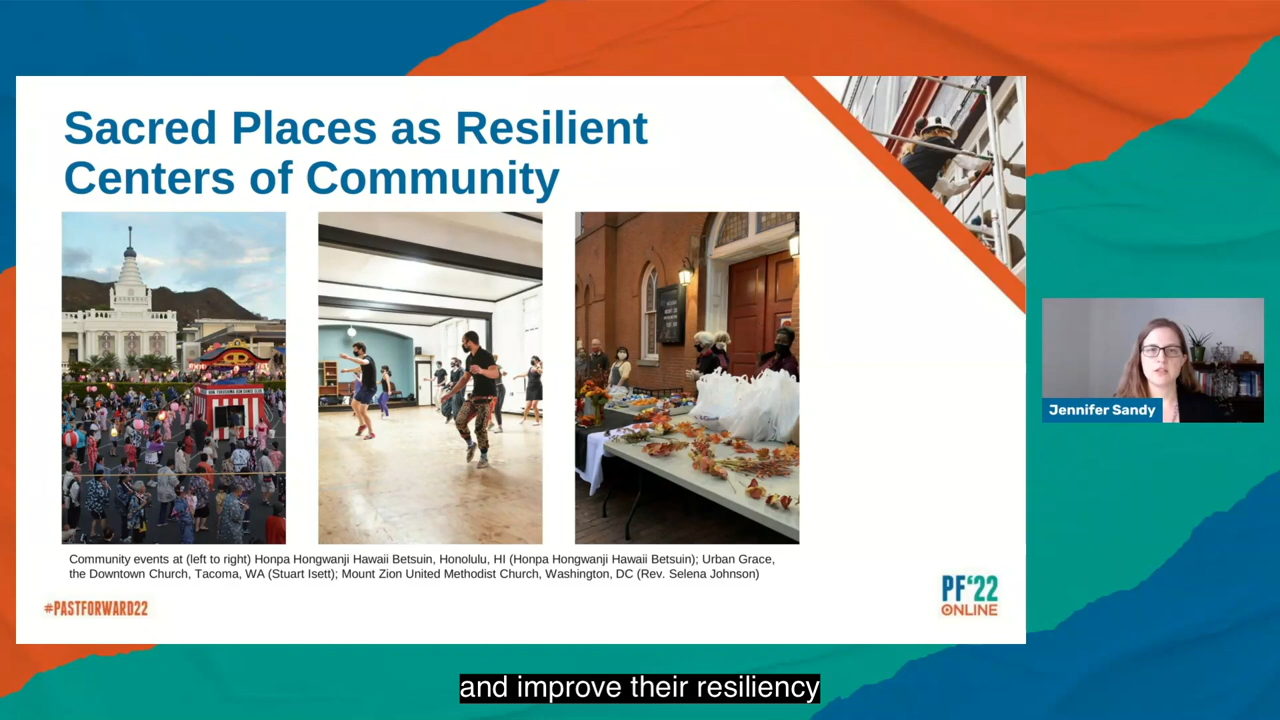 Sacred Places as Resilient
Centers of Community
Community events at (left to right) Honpa Hongwanji Hawaii Betsuin, Honolulu, HI (Honpa Hongwanji Hawaii Betsuin); Urban Grace,
the Downtown Church, Tacoma, WA (Stuart Isett); Mount Zion United Methodist Church, Washington, DC (Rev. Selena Johnson)
#PASTFORWARD22
PF‘22
ONLINE
Jennifer Sandy
and improve their resiliency